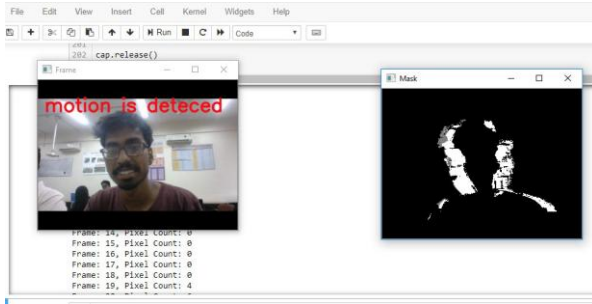 File Edit View Insert Cell Kernel Widgets Help
Run Code
201
202 cap.release()
Frame
Mask
motion is deteced
Frame: 14, Pixel Count: 0
Frame: 15, Pixel Count: 0
Frame: 16, Pixel Count: 0
Frame: 17, Pixel Count: 0
Frame: 18, Pixel Count: 0
Frame: 19, Pixel Count: 4